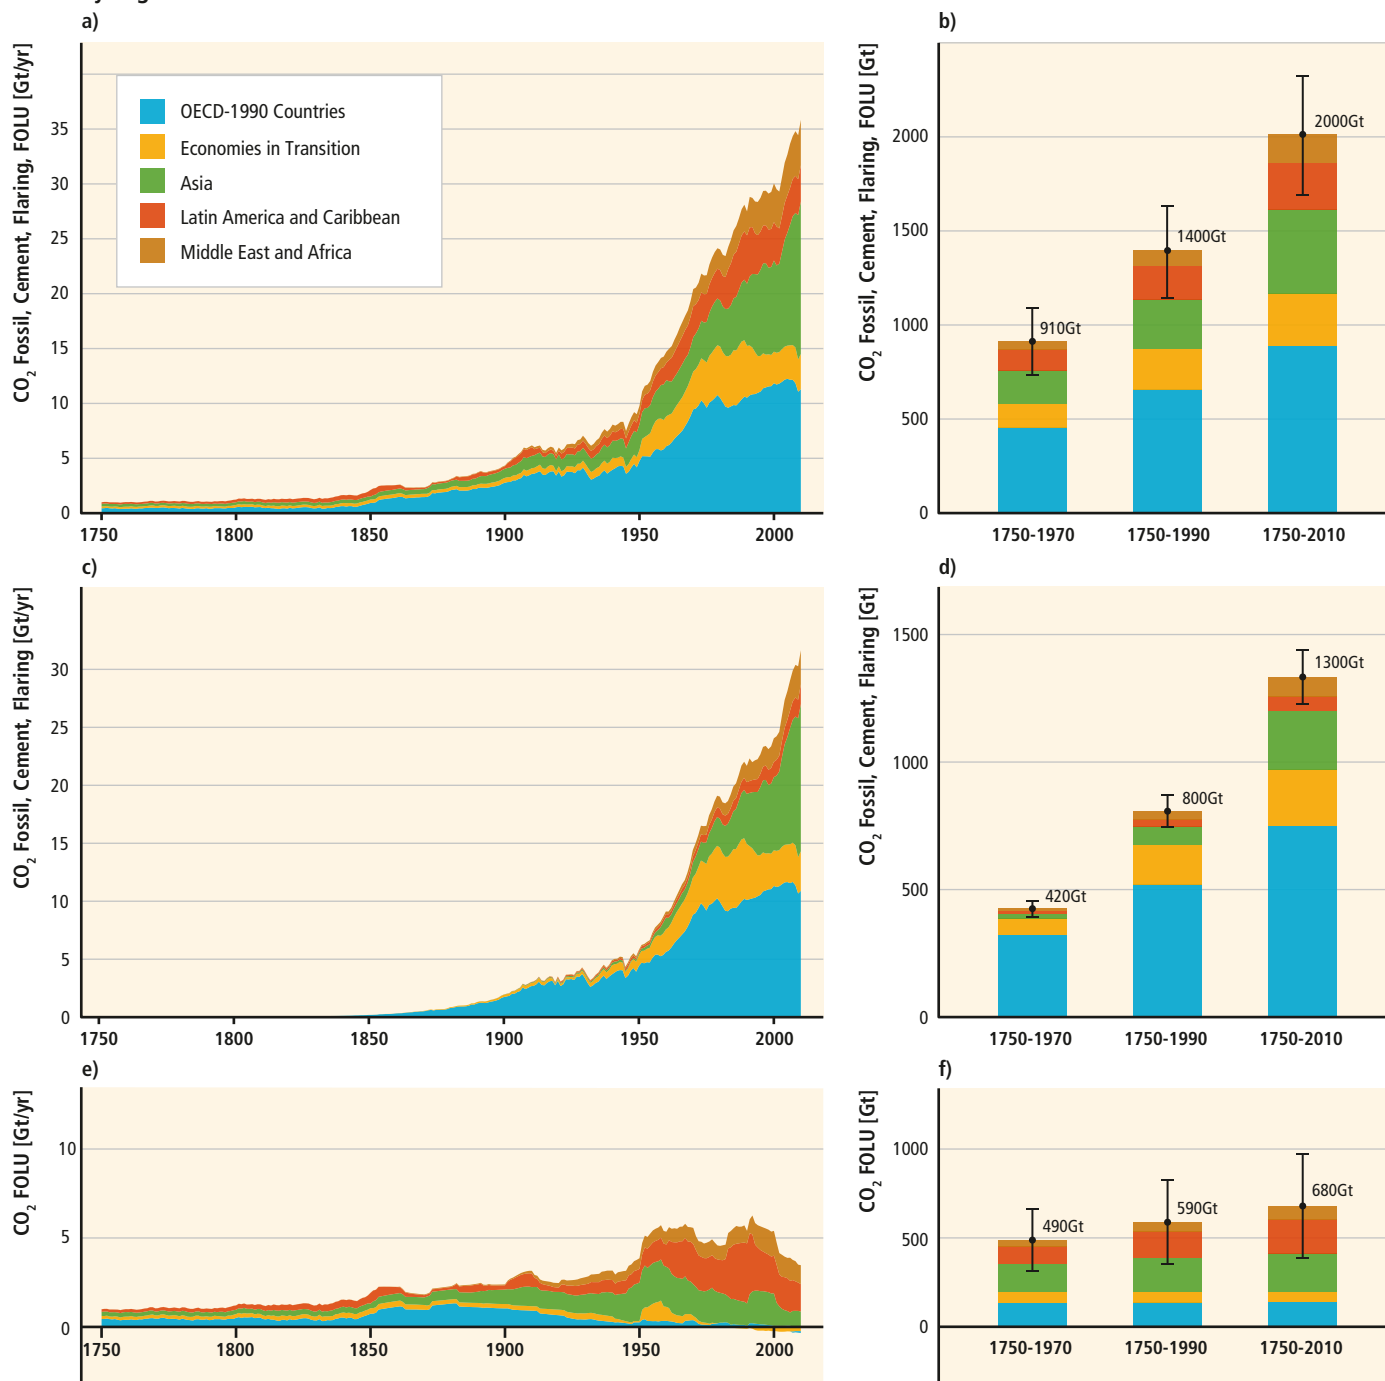 a)
CO2 Fossil, Cement, Flaring, FOLU [Gt/yr]
35
30
25
20
15
10
5
0
OECD-1990 Countries
Economies in Transition
Asia
Latin America and Caribbean
Middle East and Africa
1750 1800 1850 1900 1950 2000
b)
CO2 Fossil, Cement, Flaring, FOLU [Gt]
2000
1500
1000
500
0
910Gt
1400Gt
2000Gt
1750-1970 1750-1990 1750-2010
c)
CO2 Fossil, Cement, Flaring [Gt/yr]
30
25
20
15
10
5
0
1750 1800 1850 1900 1950 2000
d)
CO2 Fossil, Cement, Flaring [Gt]
1500
1000
500
0
420Gt
800Gt
1300Gt
1750-1970 1750-1990 1750-2010
e)
CO2 FOLU [Gt/yr]
10
5
0
1750 1800 1850 1900 1950 2000
f)
CO2 FOLU [Gt]
1000
500
0
490Gt
590Gt
680Gt
1750-1970 1750-1990 1750-2010